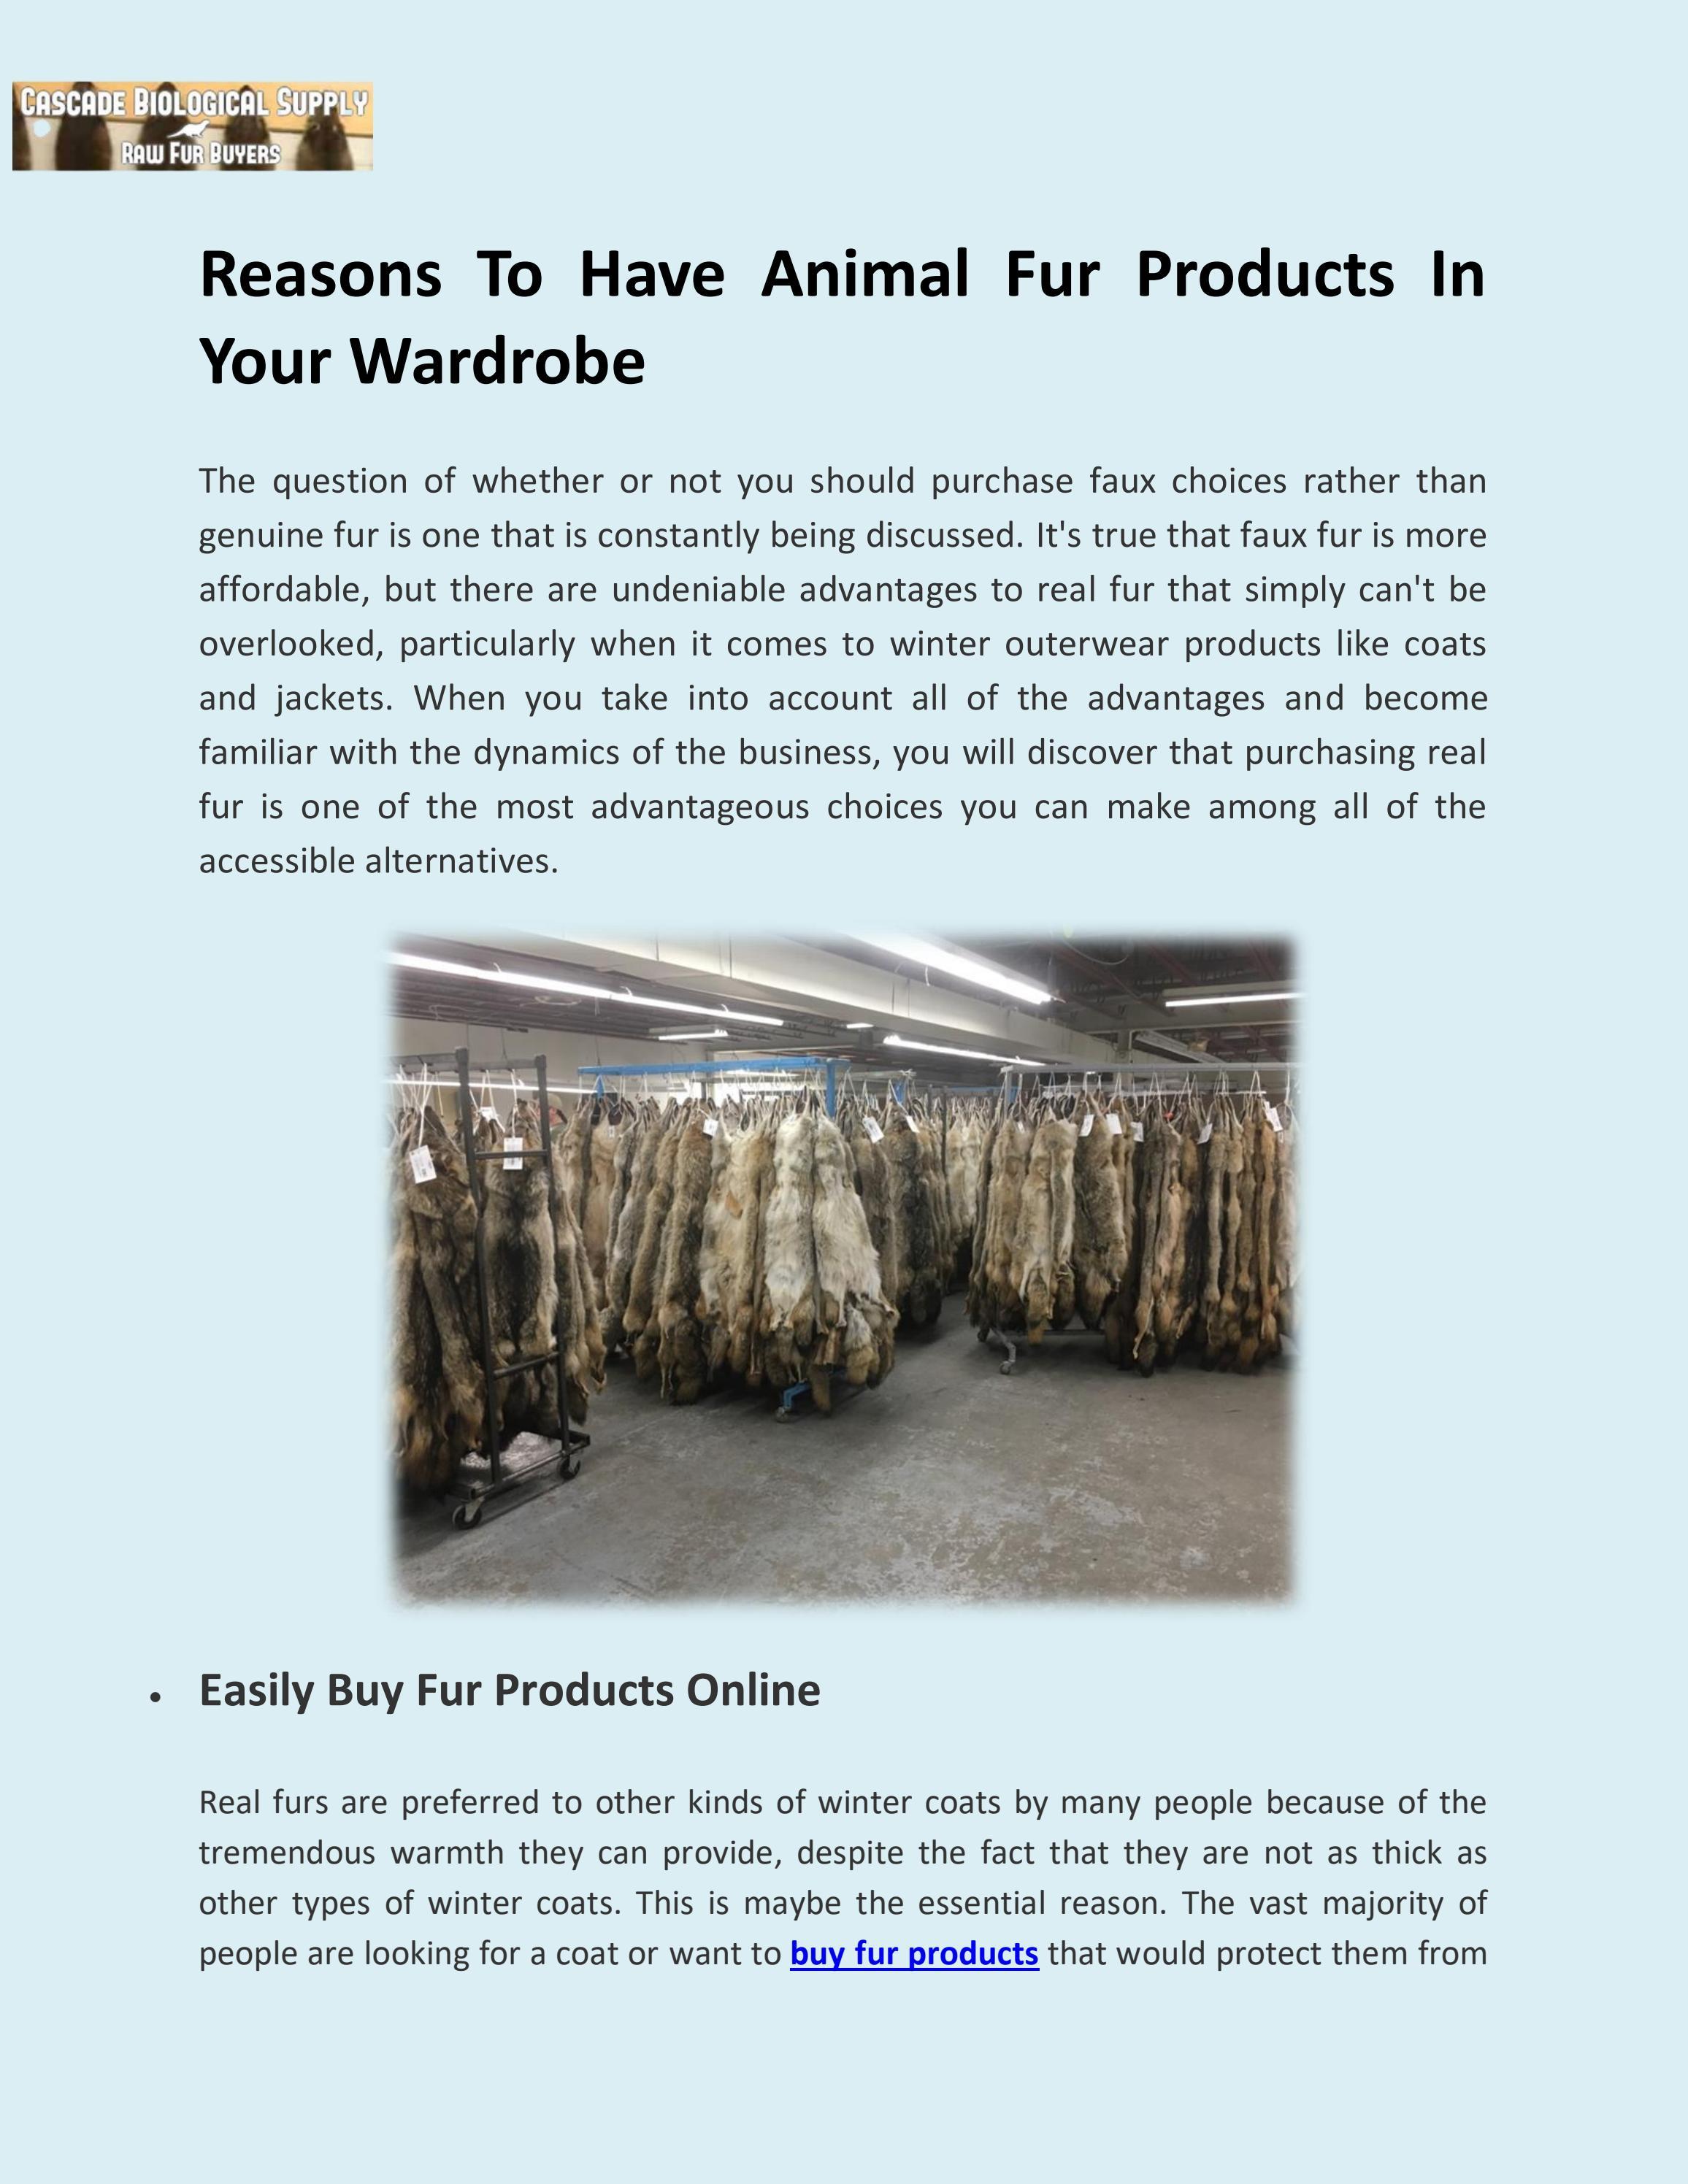 CASCADE BIOLOGICAL SUPPLY
RAW FUR BUYERS
Reasons To Have Animal Fur Products In
Your Wardrobe
The question of whether or not you should purchase faux choices rather than
genuine fur is one that is constantly being discussed. It's true that faux fur is more
affordable, but there are undeniable advantages to real fur that simply can't be
overlooked, particularly when it comes to winter outerwear products like coats
and jackets. When you take into account all of the advantages and become
familiar with the dynamics of the business, you will discover that purchasing real
fur is one of the most advantageous choices you can make among all of the
accessible alternatives.
• Easily Buy Fur Products Online
Real furs are preferred to other kinds of winter coats by many people because of the
tremendous warmth they can provide, despite the fact that they are not as thick as
other types of winter coats. This is maybe the essential reason. The vast majority of
people are looking for a coat or want to buy fur products that would protect them from